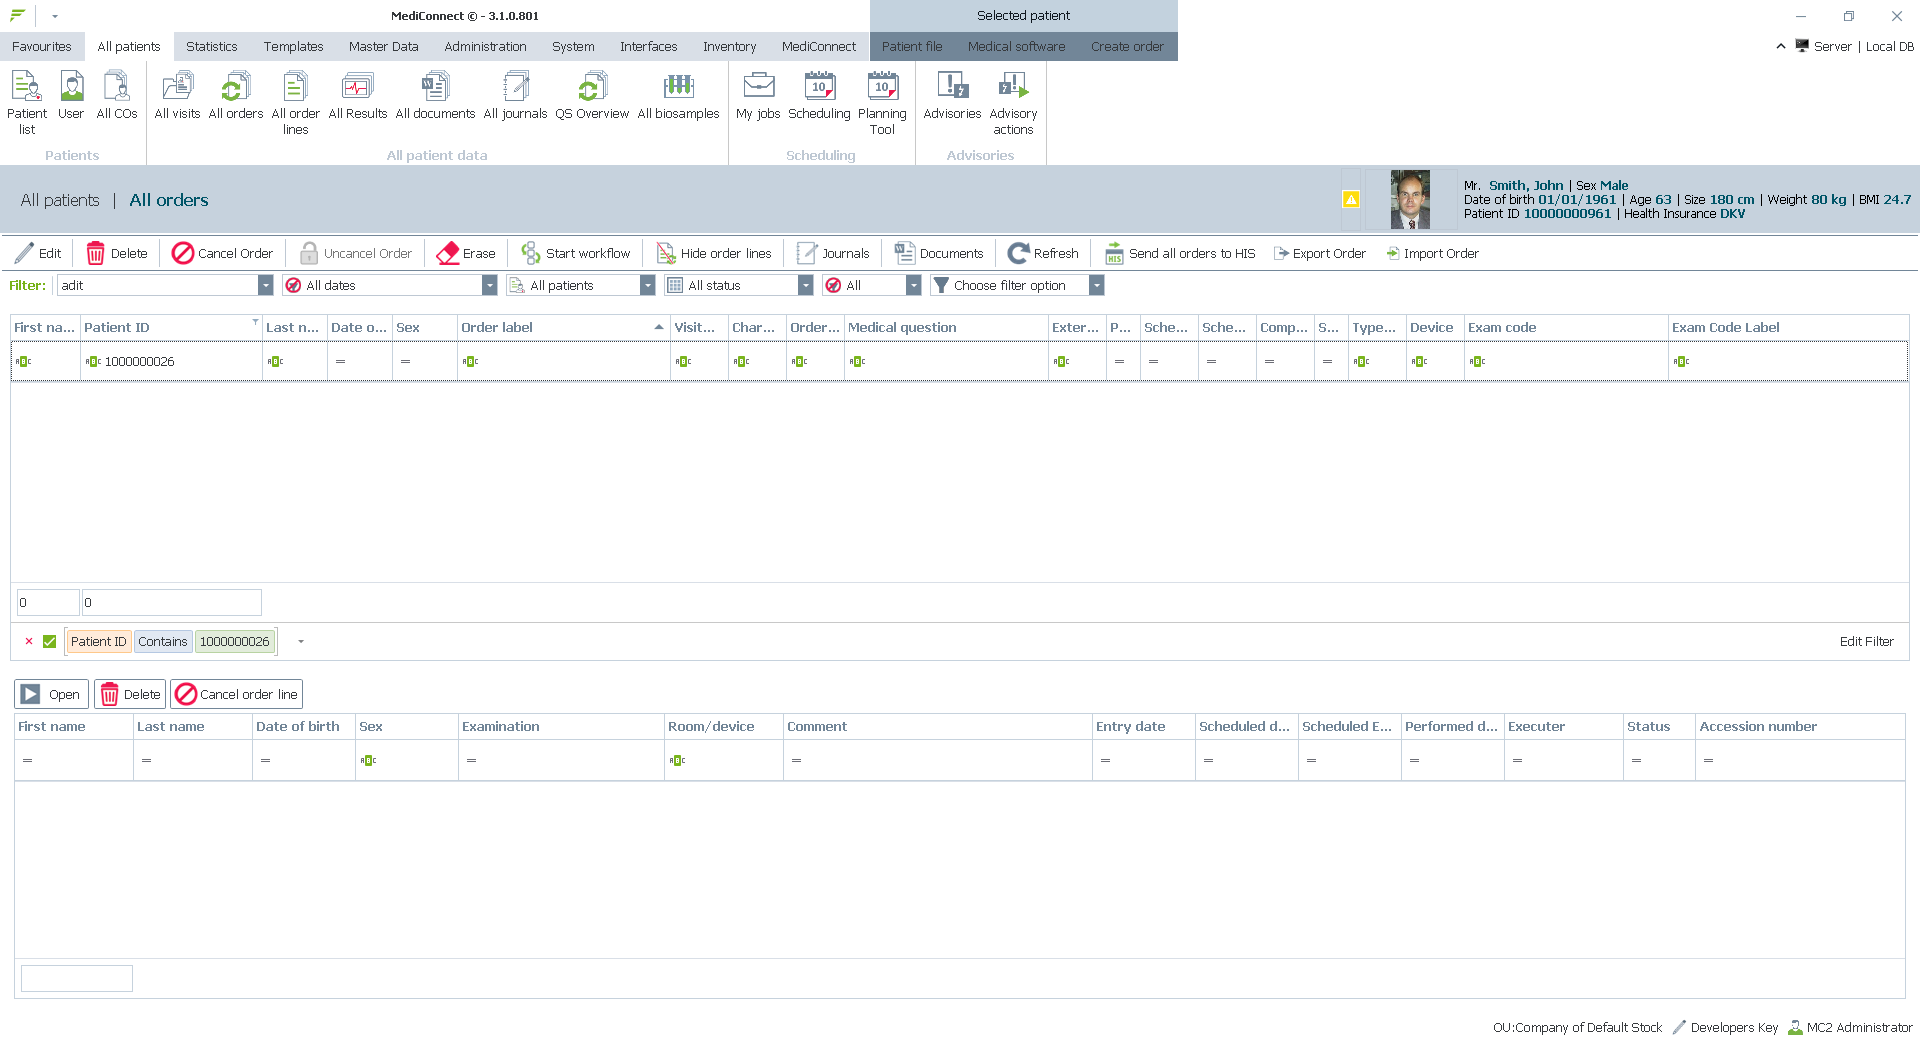 MediConnect © - 3.1.0.801
Selected patient
Favourites All patients Statistics Templates Master Data Administration System Interfaces Inventory MediConnect Patient file Medical software Create order Server | Local DB
Patient list User All COs All visits All orders All order lines All Results All documents All journals QS Overview All biosamples My jobs Scheduling Planning Tool Advisories Advisory actions
Patients All patient data Scheduling Advisories
All patients | All orders
Mr. Smith, John | Sex Male
Date of birth 01/01/1961 | Age 63 | Size 180 cm | Weight 80 kg | BMI 24.7
Patient ID 10000000961 | Health Insurance DKV
Edit Delete Cancel Order Uncancel Order Erase Start workflow Hide order lines Journals Documents Refresh Send all orders to HIS Export Order Import Order
Filter: adit All dates All patients All status All Choose filter option
First na... Patient ID Last n... Date o... Sex Order label Visit... Char... Order... Medical question Exter... P... Sche... Sche... Comp... S... Type... Device Exam code Exam Code Label
1000000026 = = = = = = =
0 0
Patient ID Contains 1000000026 Edit Filter
Open Delete Cancel order line
First name Last name Date of birth Sex Examination Room/device Comment Entry date Scheduled d... Scheduled E... Performed d... Executer Status Accession number
= = = = = = = = = = = =
OU:Company of Default Stock Developers Key MC2 Administrator